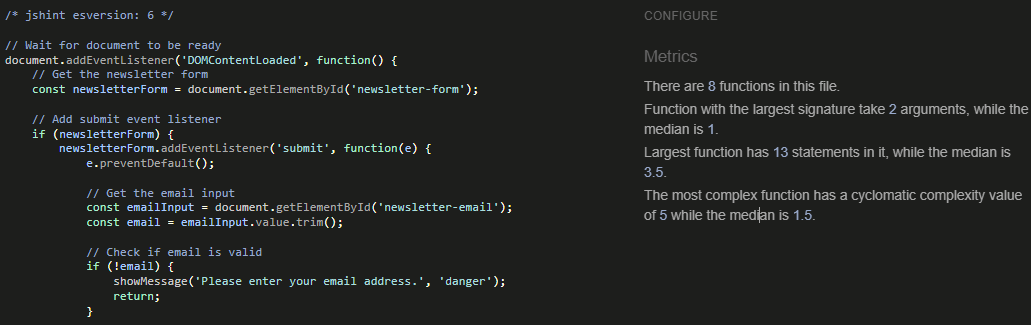 /* jshint esversion: 6 */
// Wait for document to be ready
document.addEventListener('DOMContentLoaded', function() {
// Get the newsletter form
const newsletterForm = document.getElementById('newsletter-form');
// Add submit event listener
if (newsletterForm) {
newsletterForm.addEventListener('submit', function(e) {
e.preventDefault();
// Get the email input
const emailInput = document.getElementById('newsletter-email');
const email = emailInput.value.trim();
// Check if email is valid
if (!email) {
showMessage('Please enter your email address.', 'danger');
return;
}
CONFIGURE
Metrics
There are 8 functions in this file.
Function with the largest signature take 2 arguments, while the
median is 1.
Largest function has 13 statements in it, while the median is
3.5.
The most complex function has a cyclomatic complexity value
of 5 while the median is 1.5.